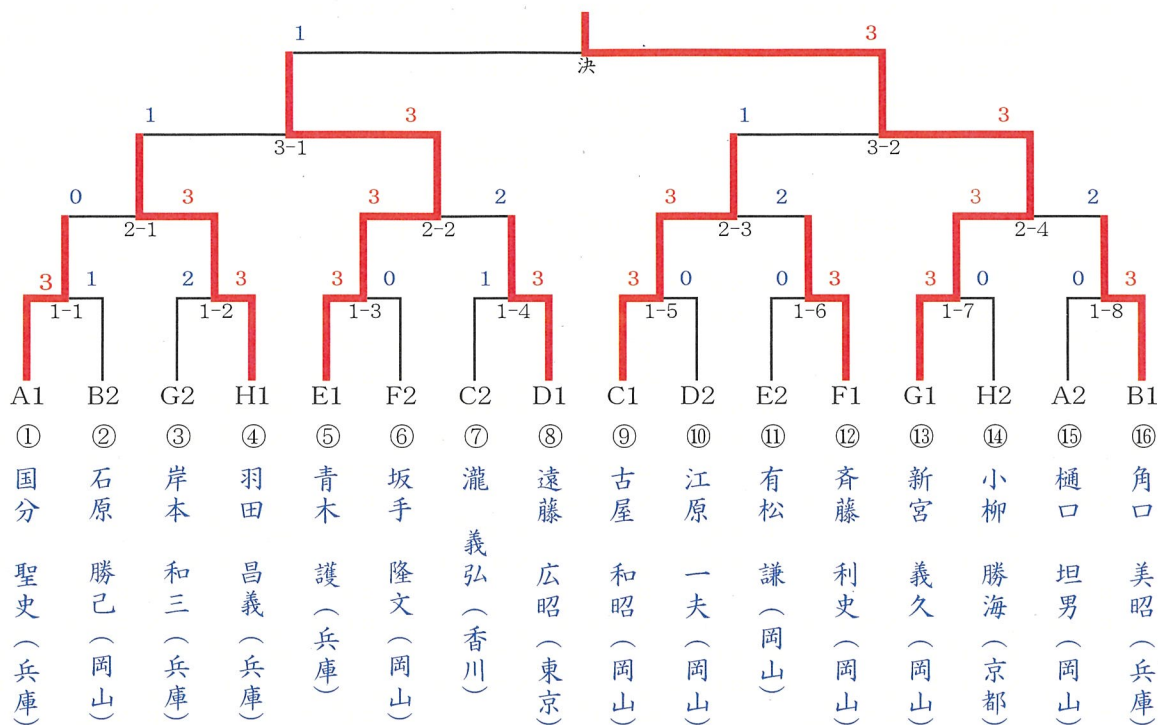 1 3
決
1 3 1 3
3-1 3-2
0 3 3 2 3 2 3 2
2-1 2-2 2-3 2-4
3 1 2 3 3 0 1 3 3 0 0 3 3 0 0 3
1-1 1-2 1-3 1-4 1-5 1-6 1-7 1-8
A1 B2 G2 H1 E1 F2 C2 D1 C1 D2 E2 F1 G1 H2 A2 B1
① ② ③ ④ ⑤ ⑥ ⑦ ⑧ ⑨ ⑩ ⑪ ⑫ ⑬ ⑭ ⑮ ⑯
国分 聖史(兵庫)
石原 勝己(岡山)
岸本 和三(兵庫)
羽田 昌義(兵庫)
青木 護(兵庫)
坂手 隆文(岡山)
瀧 義弘(香川)
遠藤 広昭(東京)
古屋 和昭(岡山)
江原 一夫(岡山)
有松 謙(岡山)
斉藤 利史(岡山)
新宮 義久(岡山)
小柳 勝海(京都)
樋口 坦男(岡山)
角口 美昭(兵庫)